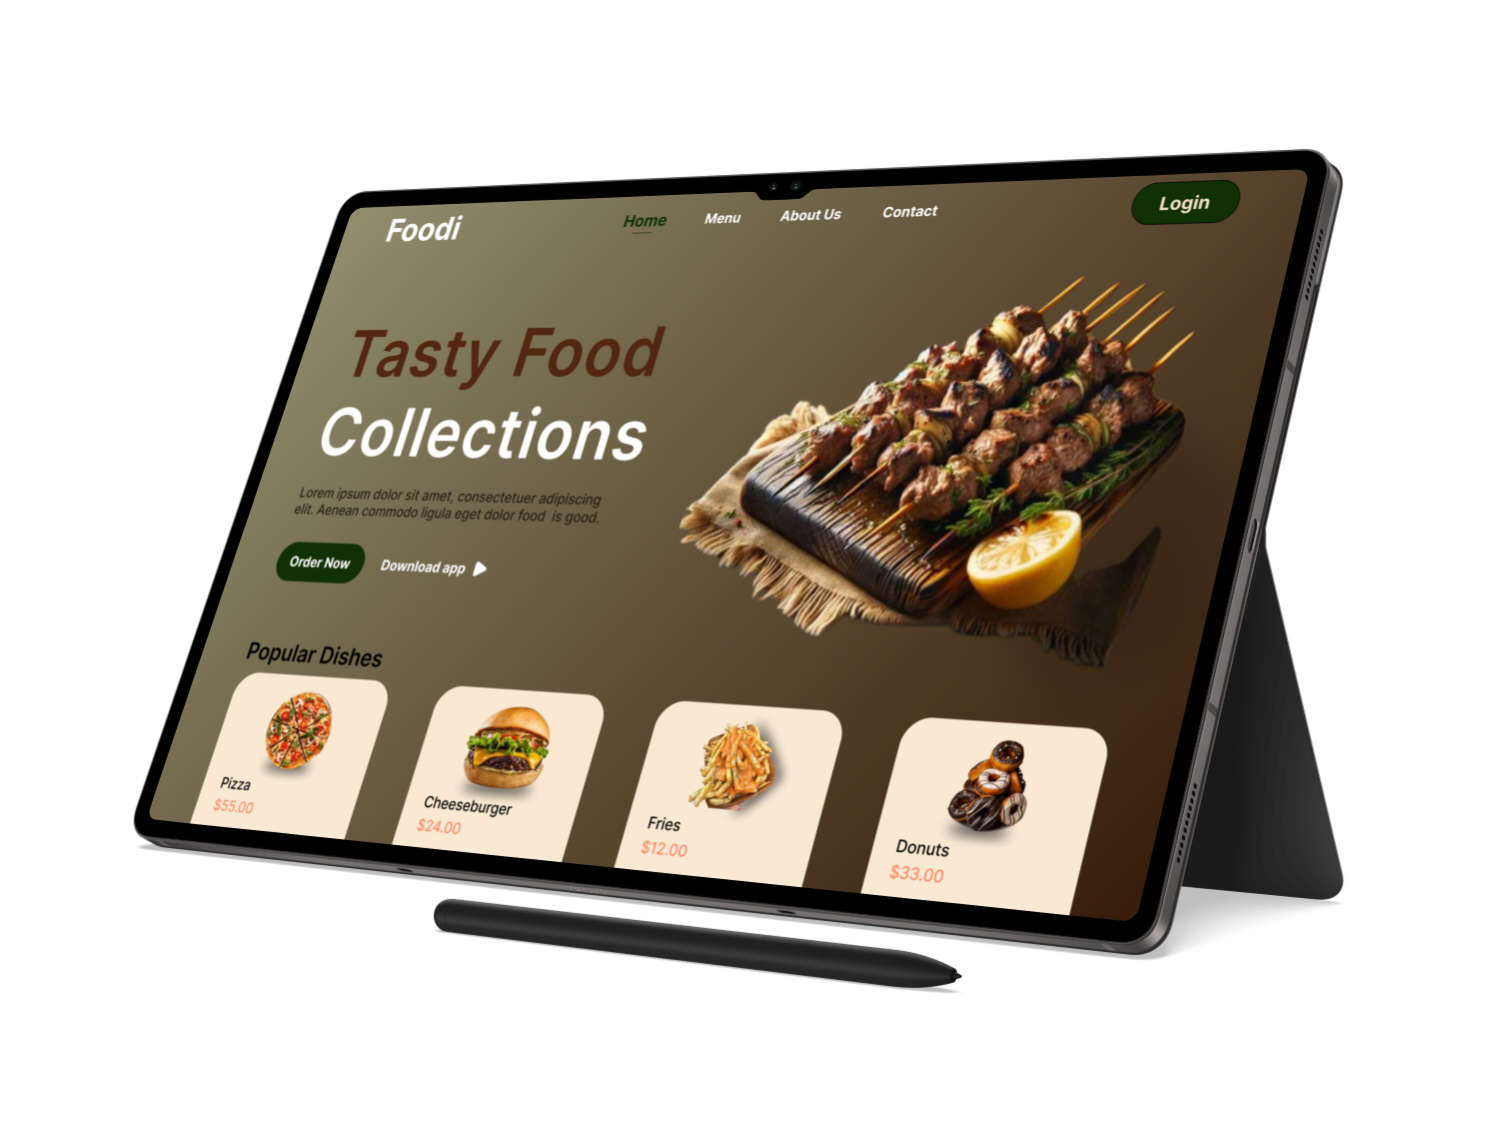 Foodi
Home Menu About Us Contact
Login
Tasty Food
Collections
Lorem ipsum dolor sit amet, consectetuer adipiscing
elit. Aenean commodo ligula eget dolor food is good.
Order Now
Download app
Popular Dishes
Pizza
$55.00
Cheeseburger
$24.00
Fries
$12.00
Donuts
$33.00